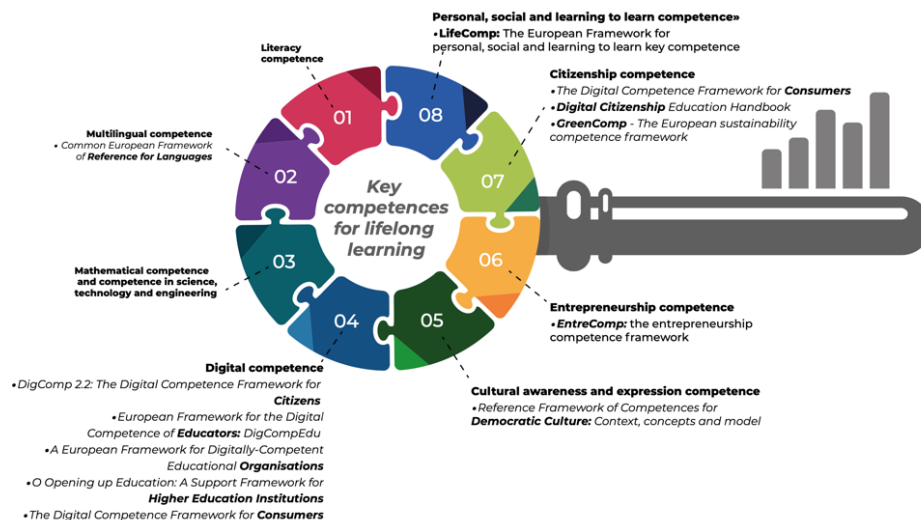 Key
competences
for lifelong
learning
01
Literacy
competence
02
Multilingual competence
• Common European Framework
of Reference for Languages
03
Mathematical competence
and competence in science,
technology and engineering
04
Digital competence
•DigComp 2.2: The Digital Competence Framework for
Citizens
•European Framework for the Digital
Competence of Educators: DigCompEdu
•A European Framework for Digitally-Competent
Educational Organisations
•O Opening up Education: A Support Framework for
Higher Education Institutions
•The Digital Competence Framework for Consumers
05
Cultural awareness and expression competence
•Reference Framework of Competences for
Democratic Culture: Context, concepts and model
06
Entrepreneurship competence
•EntreComp: the entrepreneurship
competence framework
07
Citizenship competence
•The Digital Competence Framework for Consumers
•Digital Citizenship Education Handbook
•GreenComp - The European sustainability
competence framework
08
Personal, social and learning to learn competence»
•LifeComp: The European Framework for
personal, social and learning to learn key competence